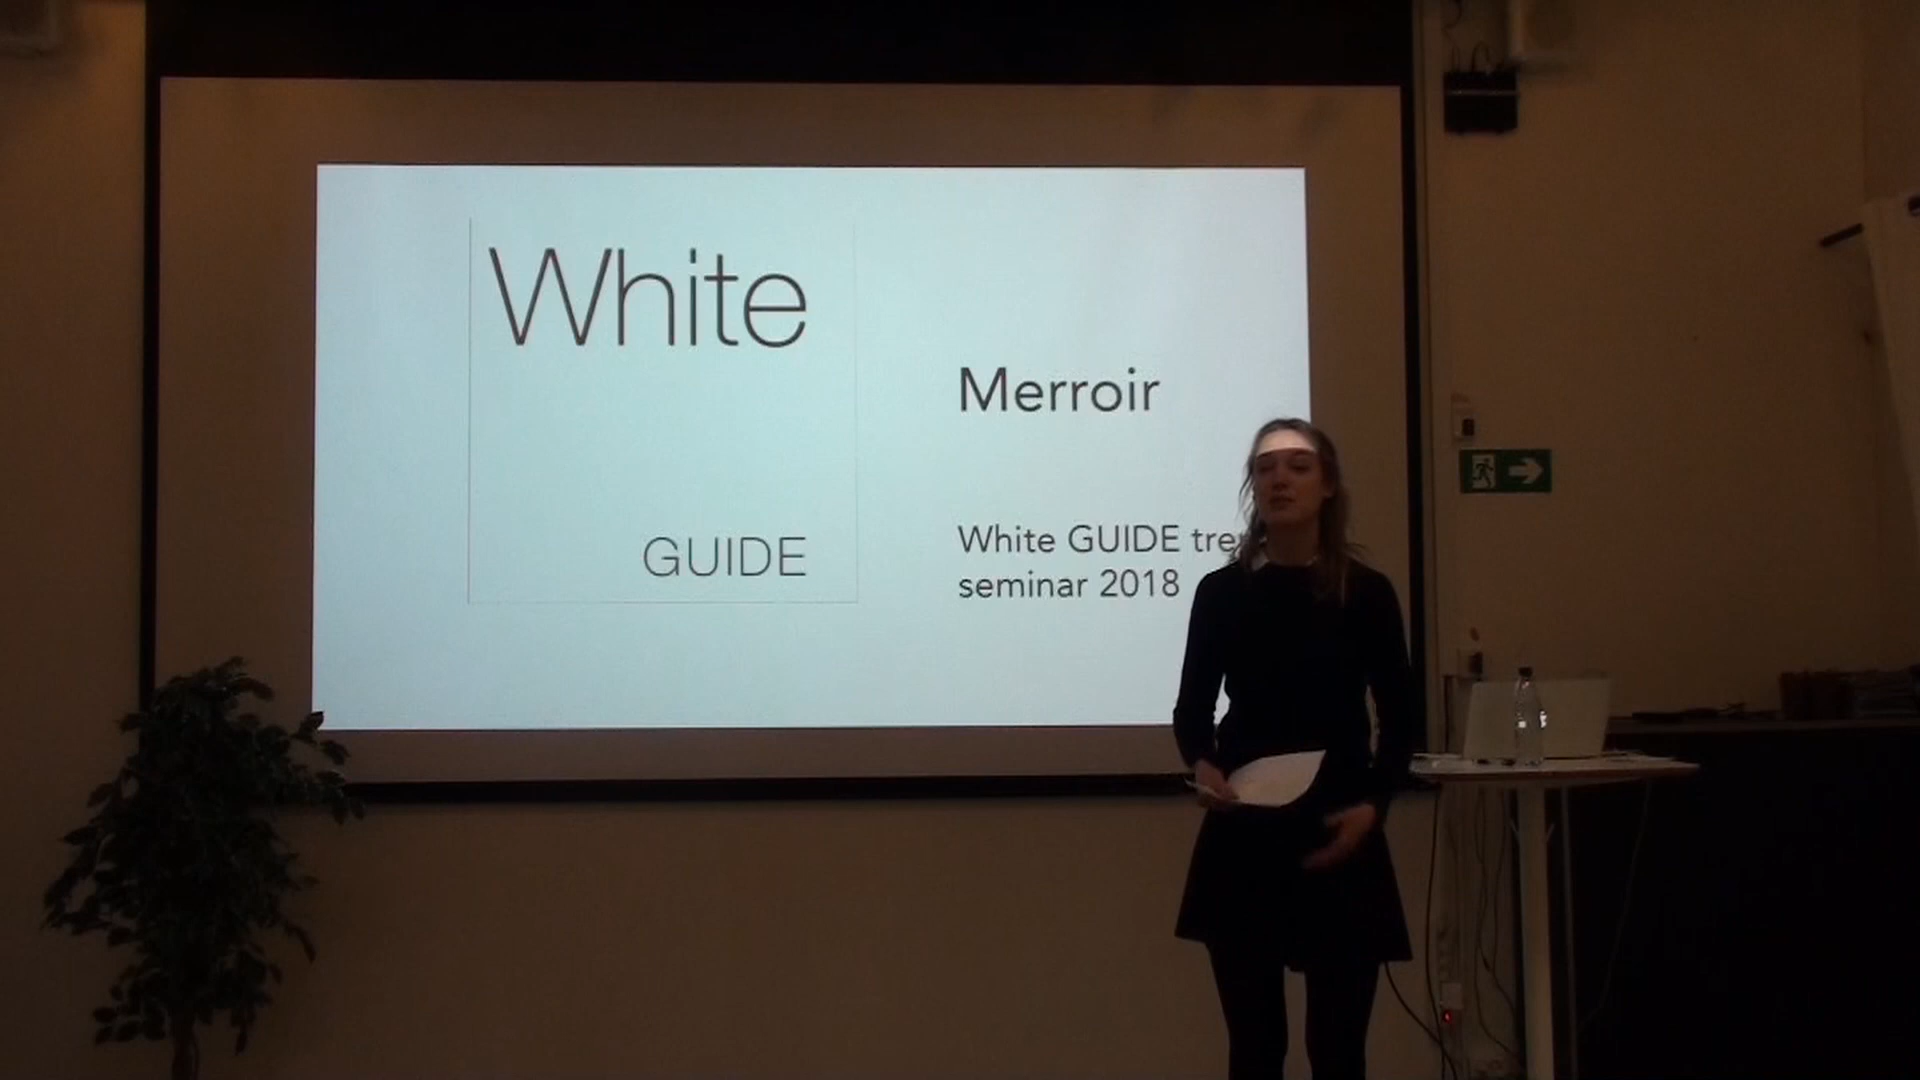 White
GUIDE
Merroir
White GUIDE
seminar 2018